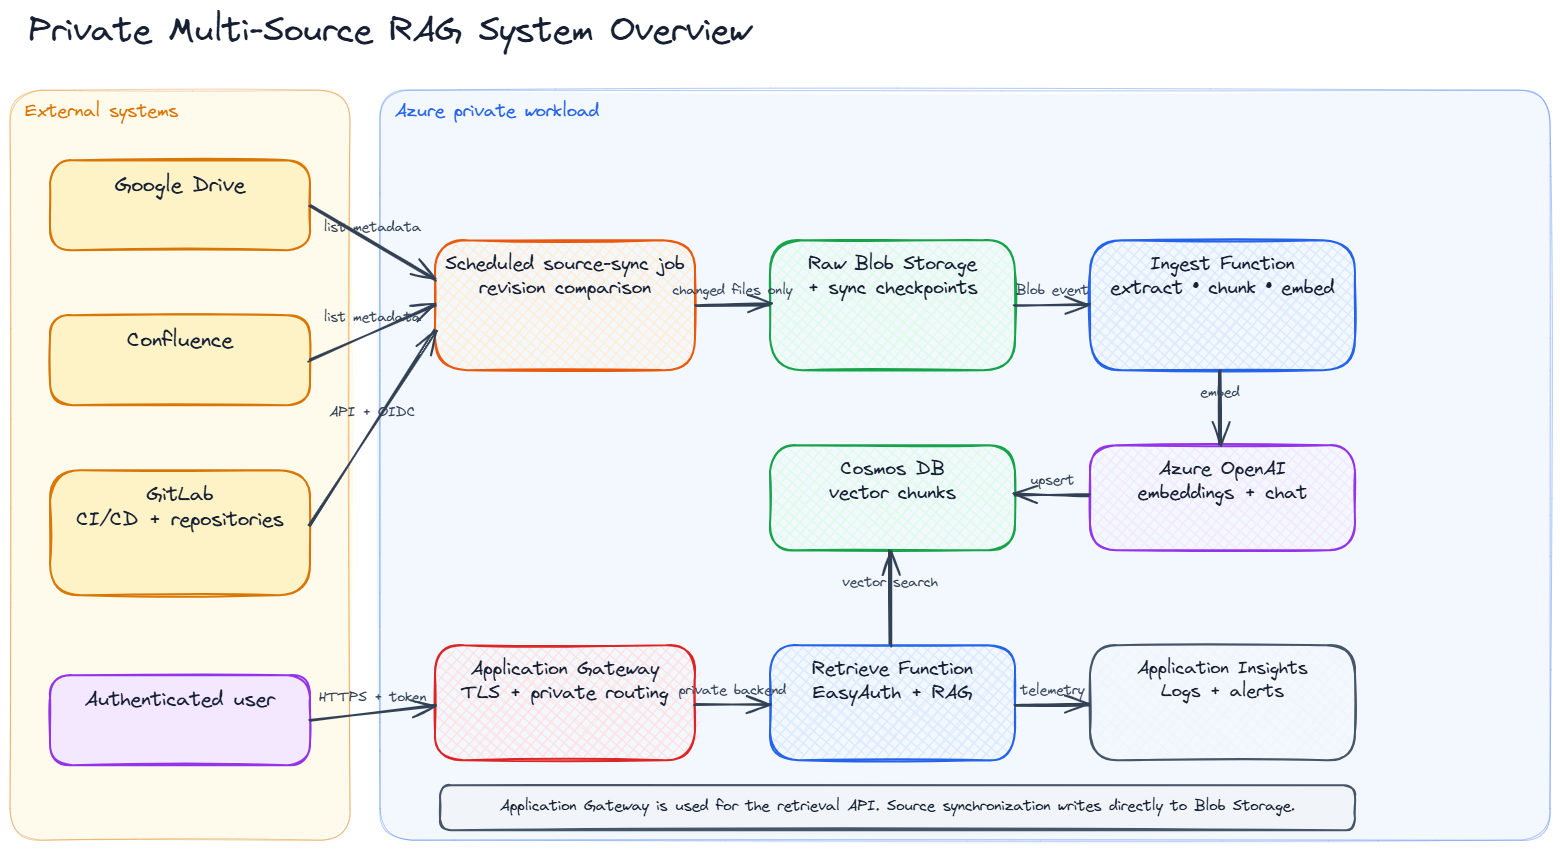 Private Multi-Source RAG System Overview
External systems
Azure private workload
Google Drive
list metadata
Scheduled source-sync job
revision comparison
changed files only
Raw Blob Storage
+ sync checkpoints
Blob event
Ingest Function
extract • chunk • embed
Confluence
list metadata
API + OIDC
embed
GitLab
CI/CD + repositories
Cosmos DB
vector chunks
upsert
Azure OpenAI
embeddings + chat
vector search
Authenticated user
HTTPS + token
Application Gateway
TLS + private routing
private backend
Retrieve Function
EasyAuth + RAG
telemetry
Application Insights
Logs + alerts
Application Gateway is used for the retrieval API. Source synchronization writes directly to Blob Storage.